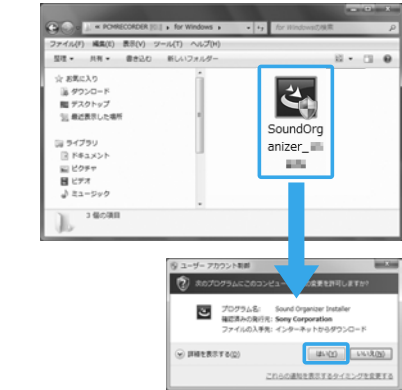 PCMRECORDER
for Windows
for Windowsの検索
ファイル(F) 編集(E) 表示(V) ツール(T) ヘルプ(H)
整理 共有 書き込む 新しいフォルダー
お気に入り
ダウンロード
デスクトップ
最近表示した場所
ライブラリ
ドキュメント
ピクチャ
ビデオ
ミュージック
SoundOrg
anizer_
3 個の項目
ユーザー アカウント制御
次のプログラムにこのコンピュー の変更を許可しますか?
プログラム名: Sound Organizer Installer
確認済みの発行元: Sony Corporation
ファイルの入手先: インターネットからダウンロード
詳細を表示する(D)
はい(Y)
いいえ(N)
これらの通知を表示するタイミングを変更する